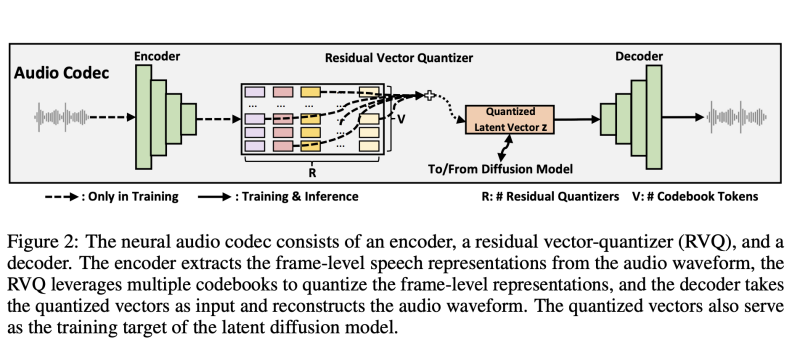 Encoder
Residual Vector Quantizer
Decoder
Audio Codec
...
...
...
...
...
...
V
Quantized
Latent Vector z
R
To/From Diffusion Model
: Only in Training
: Training & Inference
R: # Residual Quantizers
V: # Codebook Tokens
Figure 2: The neural audio codec consists of an encoder, a residual vector-quantizer (RVQ), and a
decoder. The encoder extracts the frame-level speech representations from the audio waveform, the
RVQ leverages multiple codebooks to quantize the frame-level representations, and the decoder takes
the quantized vectors as input and reconstructs the audio waveform. The quantized vectors also serve
as the training target of the latent diffusion model.